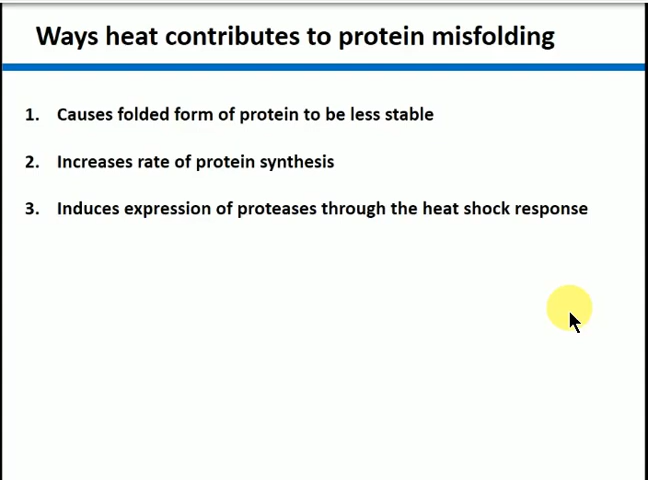 Ways heat contributes to protein misfolding
1. Causes folded form of protein to be less stable
2. Increases rate of protein synthesis
3. Induces expression of proteases through the heat shock response